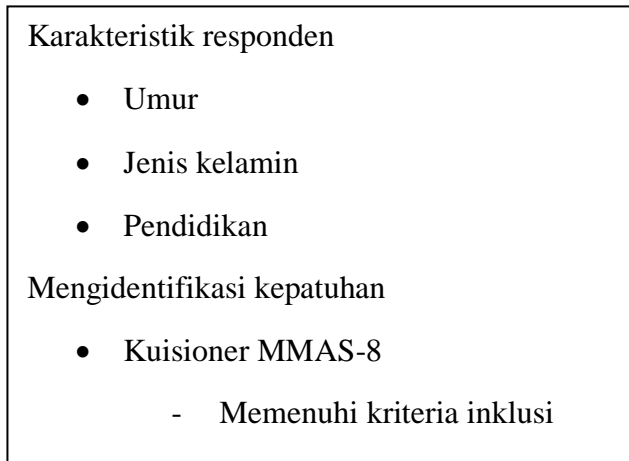 Karakteristik responden
• Umur
• Jenis kelamin
• Pendidikan
Mengidentifikasi kepatuhan
• Kuisioner MMAS-8
- Memenuhi kriteria inklusi